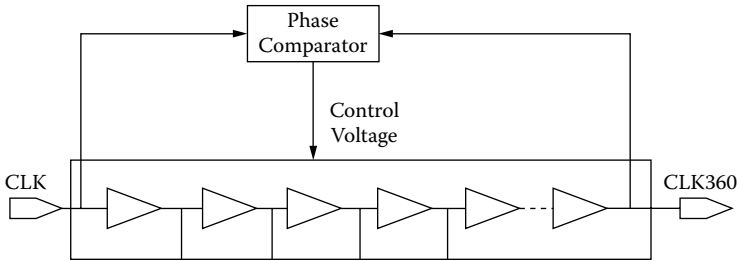 Phase
Comparator
Control
Voltage
CLK
CLK360